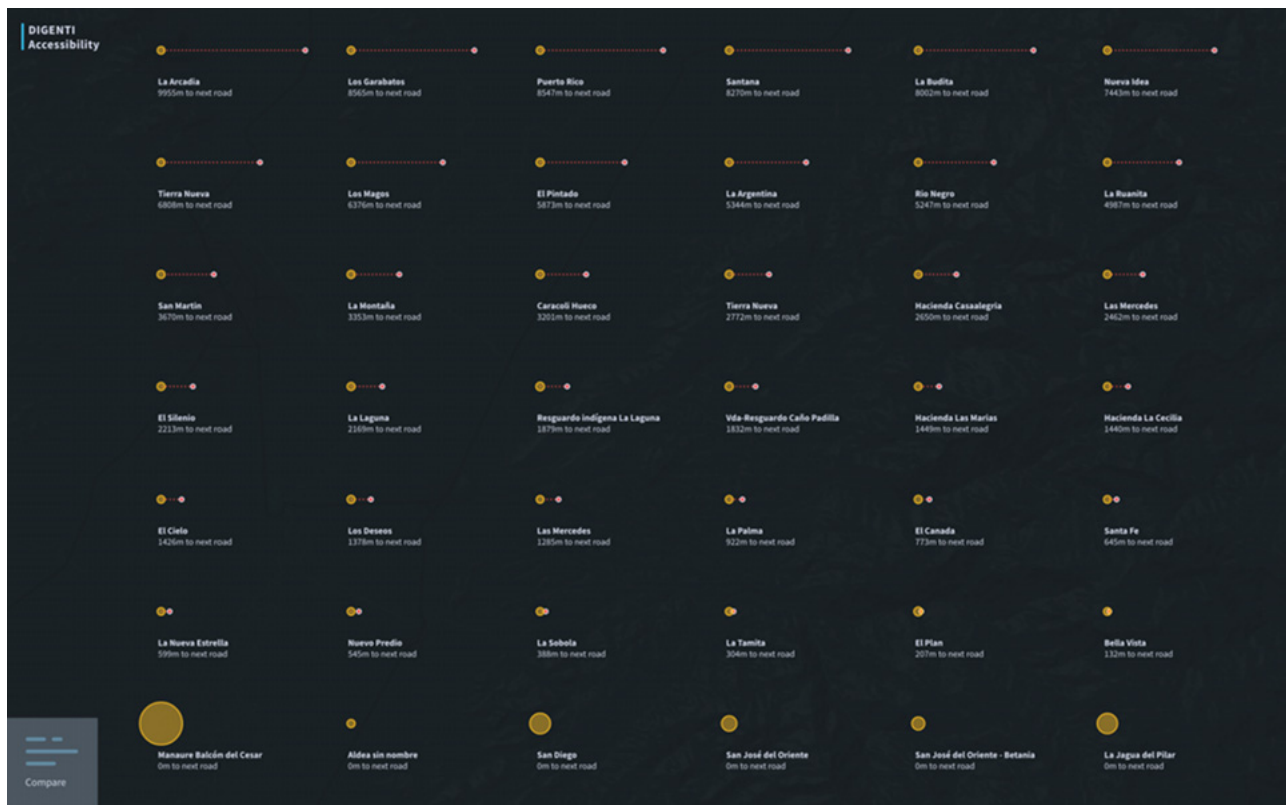 DIGENTI
Accessibility
La Arcadia
9955m to next road
Los Garabatos
8565m to next road
Puerto Rico
8547m to next road
Santana
8270m to next road
La Budita
8002m to next road
Nueva Idea
7443m to next road
Tierra Nueva
6808m to next road
Los Magos
6376m to next road
El Pintado
5873m to next road
La Argentina
5344m to next road
Río Negro
5247m to next road
La Ruanita
4987m to next road
San Martín
3670m to next road
La Montaña
3353m to next road
Caracolí Hueco
3201m to next road
Tierra Nueva
2772m to next road
Hacienda Casaalegria
2650m to next road
Las Mercedes
2462m to next road
El Silenio
2213m to next road
La Laguna
2169m to next road
Resguardo indígena La Laguna
1879m to next road
Vda-Resguardo Caño Padilla
1832m to next road
Hacienda Las Marias
1449m to next road
Hacienda La Cecilia
1440m to next road
El Cielo
1426m to next road
Los Deseos
1378m to next road
Las Mercedes
1285m to next road
La Palma
922m to next road
El Canada
773m to next road
Santa Fe
645m to next road
La Nueva Estrella
599m to next road
Nuevo Predio
545m to next road
La Sobola
388m to next road
La Tamita
304m to next road
El Plan
207m to next road
Bella Vista
132m to next road
Manaure Balcón del Cesar
0m to next road
Aldea sin nombre
0m to next road
San Diego
0m to next road
San José del Oriente
0m to next road
San José del Oriente - Betania
0m to next road
La Jagua del Pilar
0m to next road
Compare